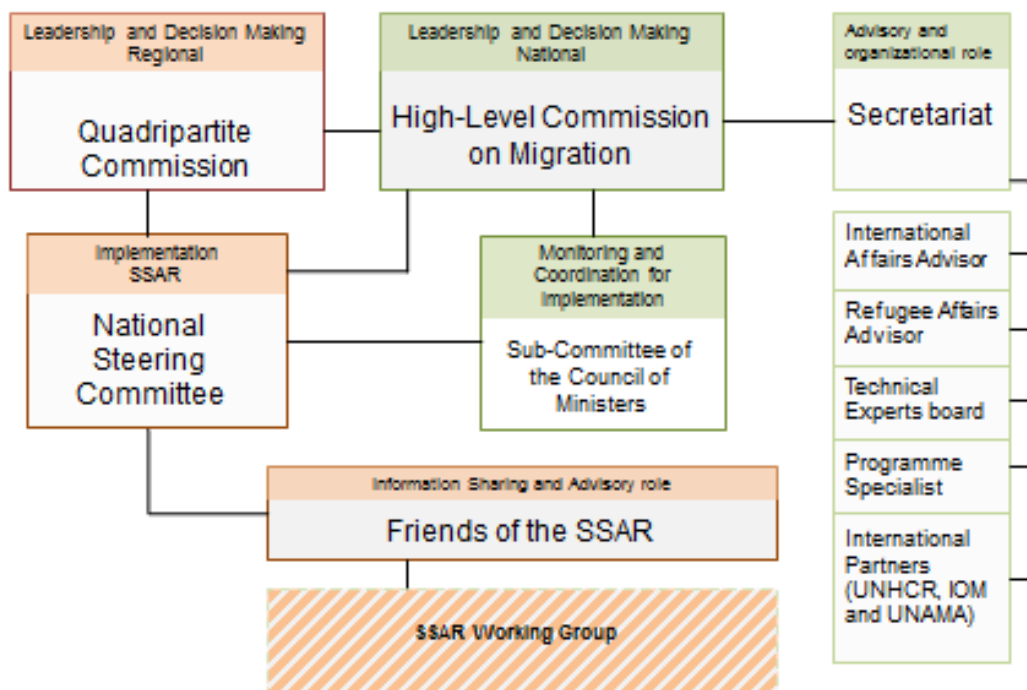 Leadership and Decision Making
Regional
Quadripartite
Commission
Leadership and Decision Making
National
High-Level Commission
on Migration
Advisory and
organizational role
Secretariat
Implementation
SSAR
National
Steering
Committee
Monitoring and
Coordination for
Implementation
Sub-Committee of
the Council of
Ministers
International
Affairs Advisor
Refugee Affairs
Advisor
Technical
Experts board
Programme
Specialist
International
Partners
(UNHCR, IOM
and UNAMA)
Information Sharing and Advisory role
Friends of the SSAR
SSAR Working Group